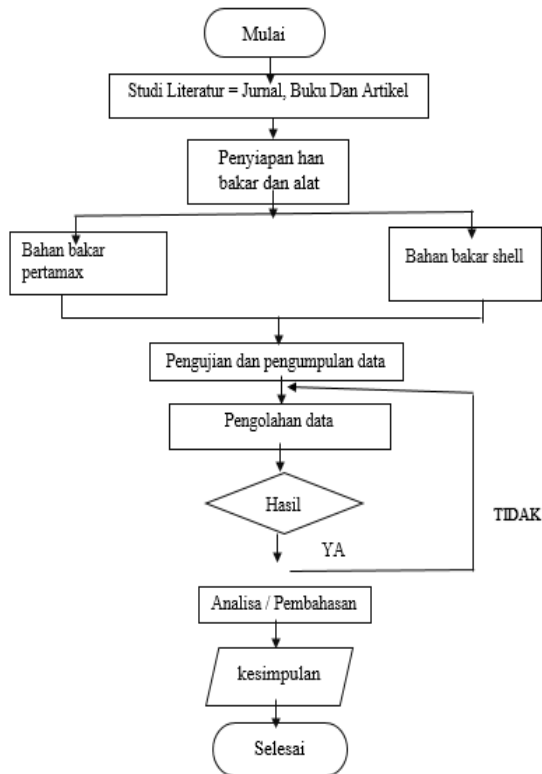 Mulai
Studi Literatur = Jurnal, Buku Dan Artikel
Penyiapan han
bakar dan alat
Bahan bakar
pertamax
Bahan bakar shell
Pengujian dan pengumpulan data
Pengolahan data
Hasil
TIDAK
YA
Analisa / Pembahasan
kesimpulan
Selesai